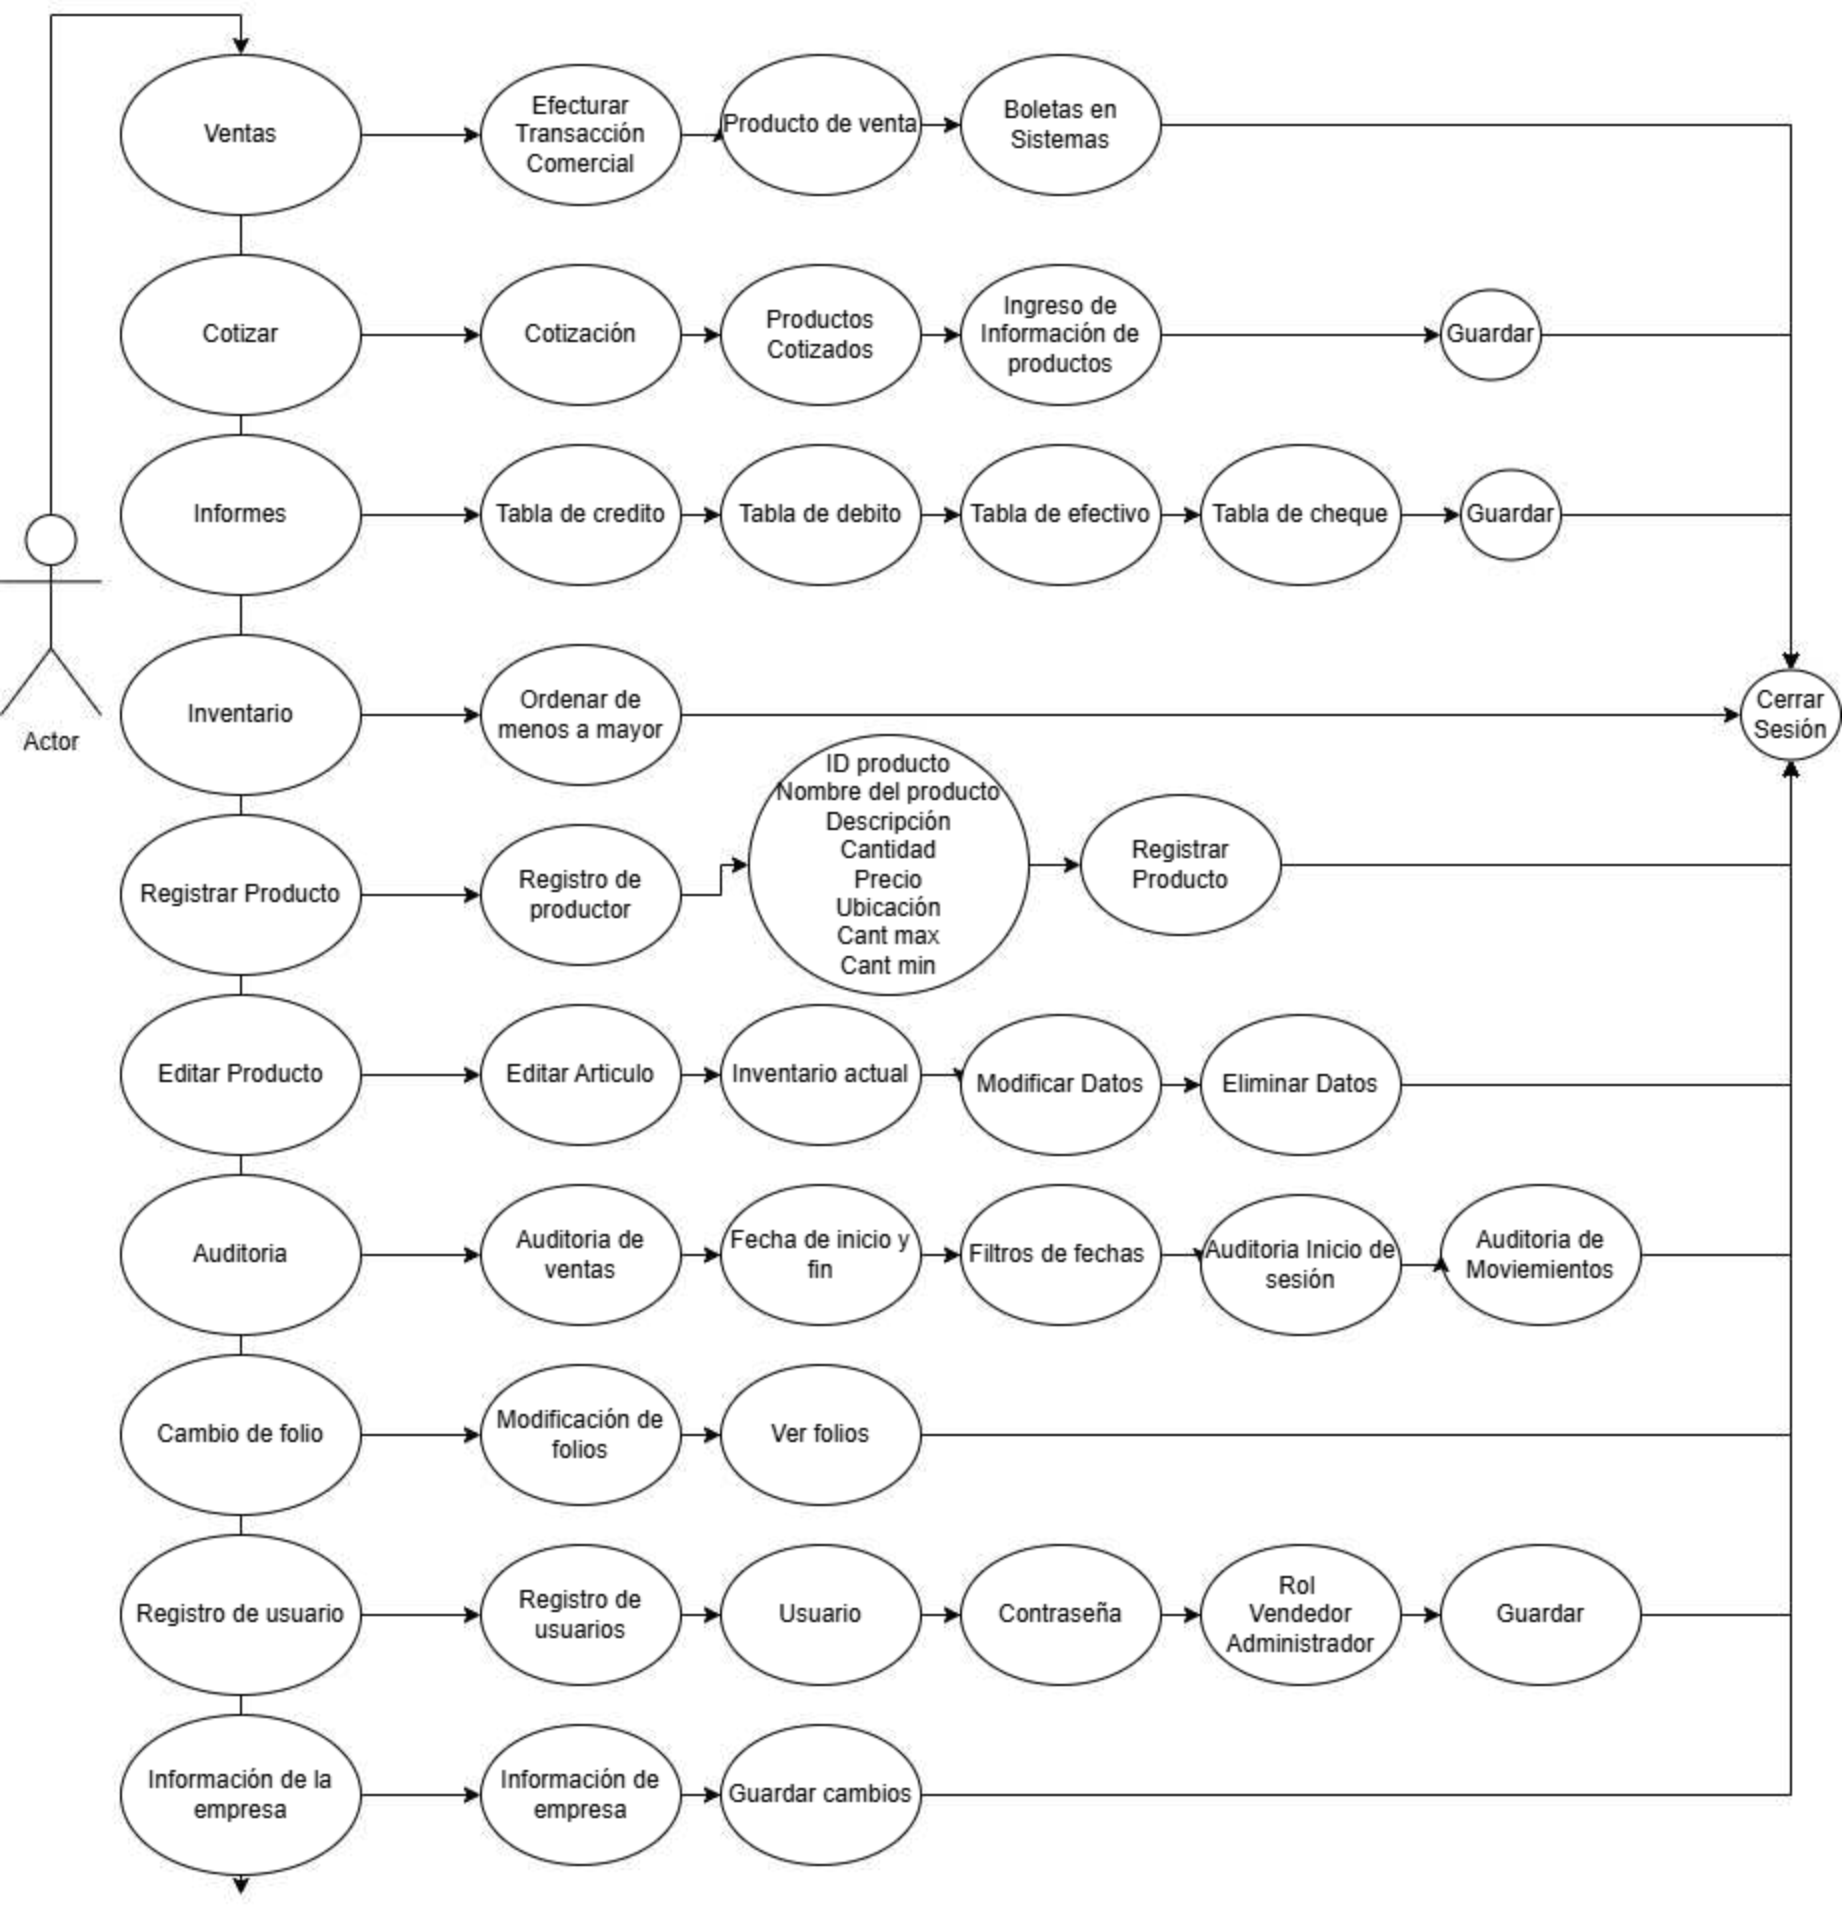 Ventas
Efecturar
Transacción
Comercial
Producto de venta
Boletas en
Sistemas
Cotizar
Cotización
Productos
Cotizados
Ingreso de
Información de
productos
Guardar
Informes
Tabla de credito
Tabla de debito
Tabla de efectivo
Tabla de cheque
Guardar
Actor
Inventario
Ordenar de
menos a mayor
Cerrar
Sesión
Registrar Producto
Registro de
productor
ID producto
Nombre del producto
Descripción
Cantidad
Precio
Ubicación
Cant max
Cant min
Registrar
Producto
Editar Producto
Editar Articulo
Inventario actual
Modificar Datos
Eliminar Datos
Auditoria
Auditoria de
ventas
Fecha de inicio y
fin
Filtros de fechas
Auditoria Inicio de
sesión
Auditoria de
Moviemientos
Cambio de folio
Modificación de
folios
Ver folios
Registro de usuario
Registro de
usuarios
Usuario
Contraseña
Rol
Vendedor
Administrador
Guardar
Información de la
empresa
Información de
empresa
Guardar cambios